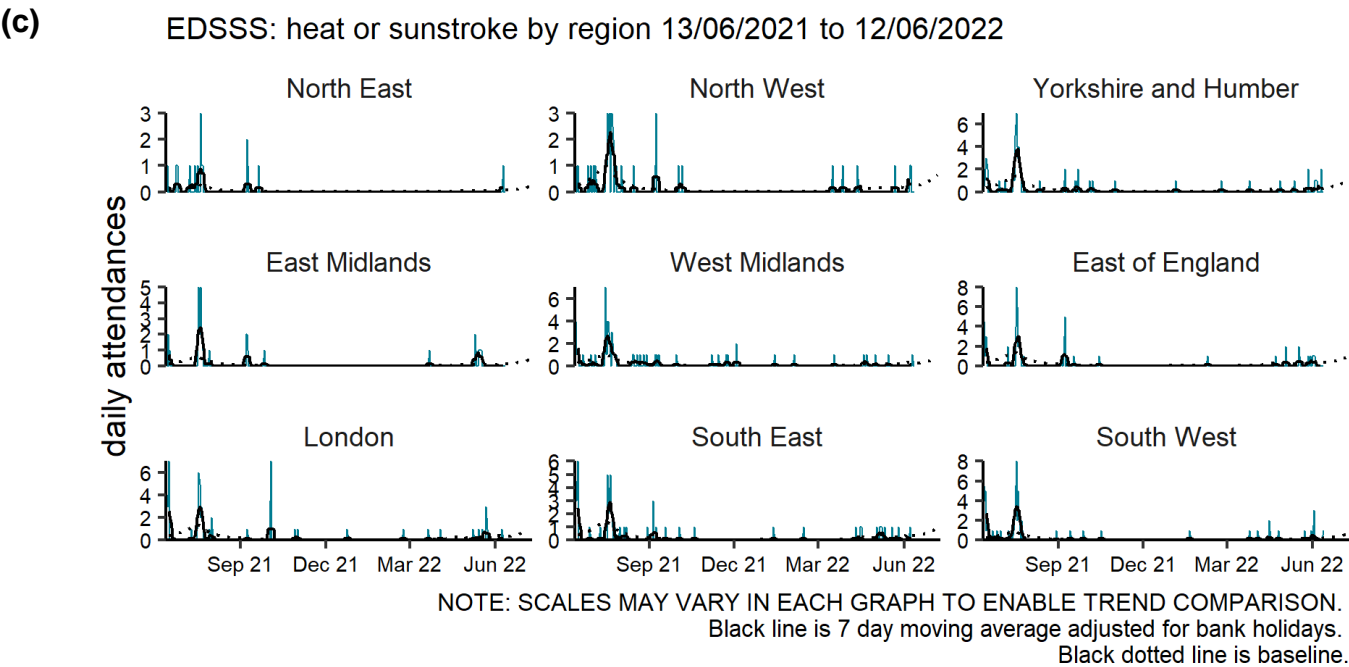 (c)
EDSSS: heat or sunstroke by region 13/06/2021 to 12/06/2022
daily attendances
North East
3
2
1
0
North West
3
2
1
0
Yorkshire and Humber
6
4
2
0
East Midlands
5
4
3
2
1
0
West Midlands
6
4
2
0
East of England
8
6
4
2
0
London
6
4
2
0
South East
6
5
4
3
2
1
0
South West
8
6
4
2
0
Sep 21 Dec 21 Mar 22 Jun 22
Sep 21 Dec 21 Mar 22 Jun 22
Sep 21 Dec 21 Mar 22 Jun 22
NOTE: SCALES MAY VARY IN EACH GRAPH TO ENABLE TREND COMPARISON.
Black line is 7 day moving average adjusted for bank holidays.
Black dotted line is baseline.